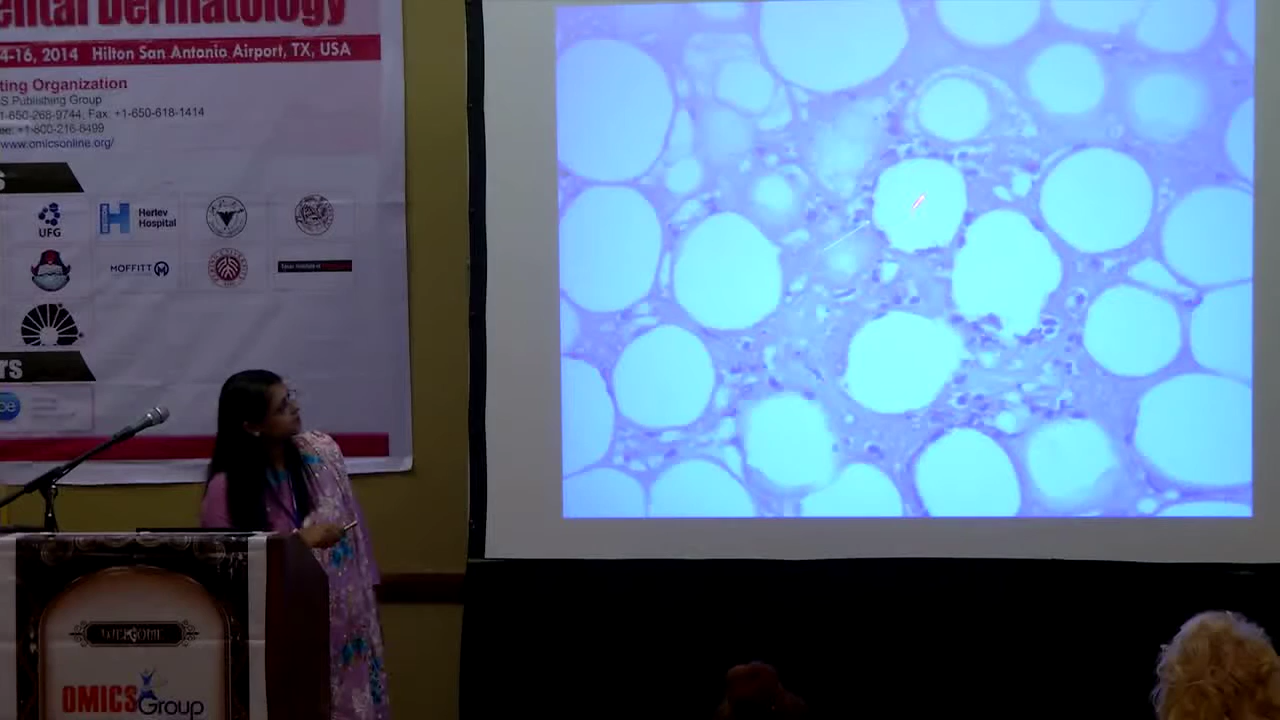 ental Dermatology
4-16, 2014 Hilton San Antonio Airport, TX, USA
ting Organization
S Publishing Group
1-650-268-9744, Fax: +1-650-618-1414
ee: +1-800-216-6499
www.omicsonline.org/
s
UFG
Herlev
Hospital
MOFFITT
rs
WELCOME
OMICS Group